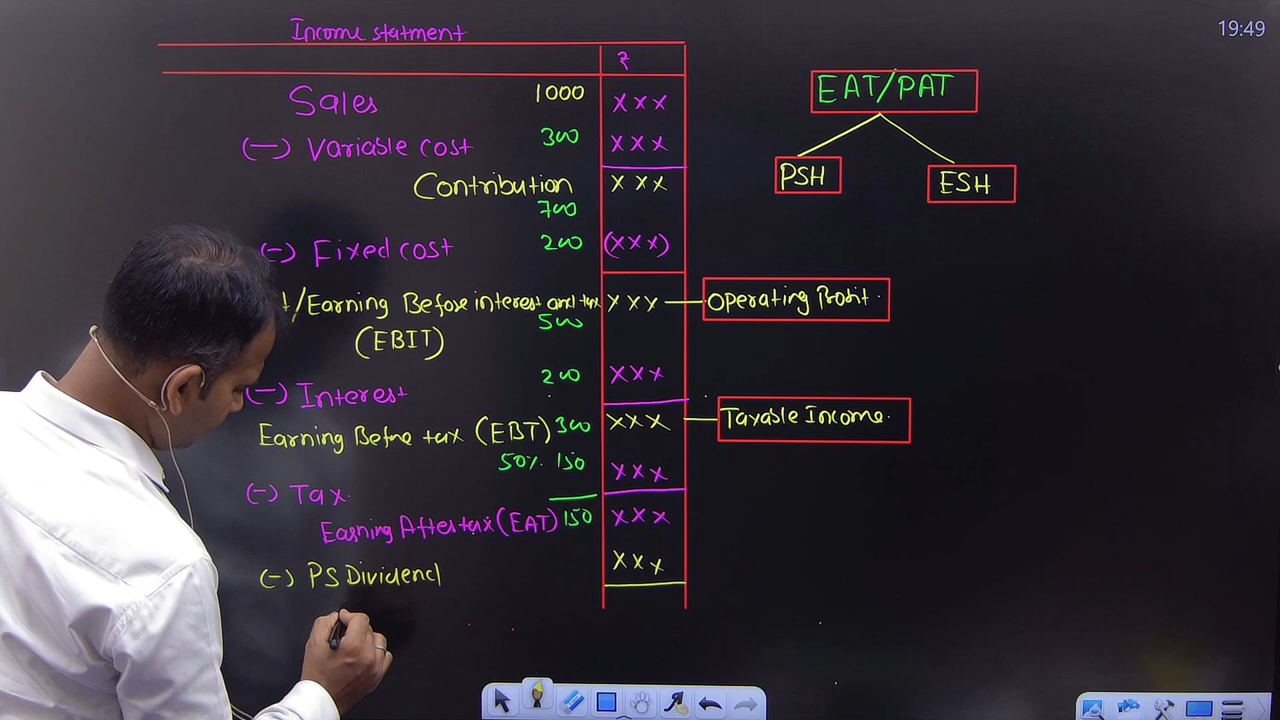 Income statment
19:49
₹
Sales 1000 XXX
(-) Variable cost 300 XXX
Contribution XXX
700
(-) Fixed cost 200 (XXX)
/Earning Before interest and tax XXX Operating Profit.
500
(EBIT)
(-) Interest 200 XXX
Earning Before tax (EBT) 300 XXX Taxable Income.
50% 150 XXX
(-) Tax.
Earning After tax (EAT) 150 XXX
(-) PS Dividend XXX
EAT/PAT
PSH ESH